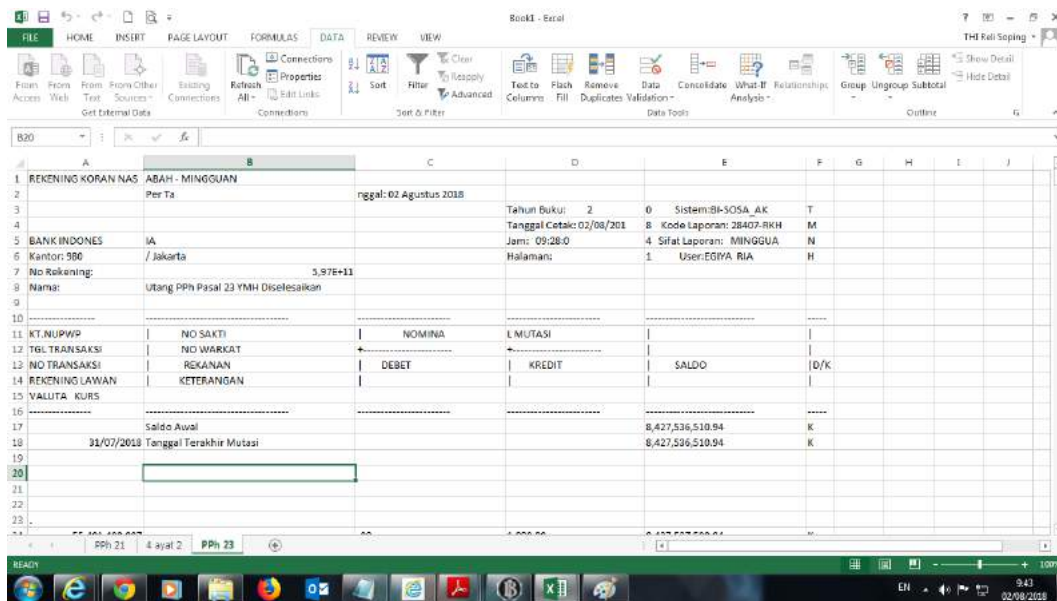 Book1 - Excel
FILE HOME INSERT PAGE LAYOUT FORMULAS DATA REVIEW VIEW
THI Reli Soping
From Access From Web From Text From Other Sources Existing Connections Refresh All Connections Properties Edit Links Sort Filter Clear Reapply Advanced Text to Columns Flash Fill Remove Duplicates Data Validation Consolidate What-If Analysis Relationships Group Ungroup Subtotal Show Detail Hide Detail
Get External Data Connections Sort & Filter Data Tools Outline
B20 fx
A B C D E F G H I J
1 REKENING KORAN NAS ABAH - MINGGUAN
2 Per Ta nggal: 02 Agustus 2018
3 Tahun Buku: 2 0 Sistem:BI-SOSA_AK T
4 Tanggal Cetak: 02/08/201 8 Kode Laporan: 28407-RKH M
5 BANK INDONES IA Jam: 09:28:0 4 Sifat Laporan: MINGGUA N
6 Kantor: 980 / Jakarta Halaman: 1 User:EGIYA RIA H
7 No Rekening: 5,97E+11
8 Nama: Utang PPh Pasal 23 YMH Diselesaikan
9
10 ----------------- ------------------------------------- ----------------------- ----------------------- ---------------------------------- -----
11 KT.NUPWP | NO SAKTI | NOMINA L MUTASI | |
12 TGL TRANSAKSI | NO WARKAT +----------------------- +----------------------- | |
13 NO TRANSAKSI | REKANAN | DEBET | KREDIT | SALDO |D/K
14 REKENING LAWAN | KETERANGAN | | | |
15 VALUTA KURS
16 ---------------- ------------------------------------- ----------------------- ------------------------ ----------------------------------- -----
17 Saldo Awal 8,427,536,510.94 K
18 31/07/2018 Tanggal Terakhir Mutasi 8,427,536,510.94 K
19
20
21
22
23 .
PPh 21 4 ayat 2 PPh 23
READY 100%
EN 9:43
02/08/2018